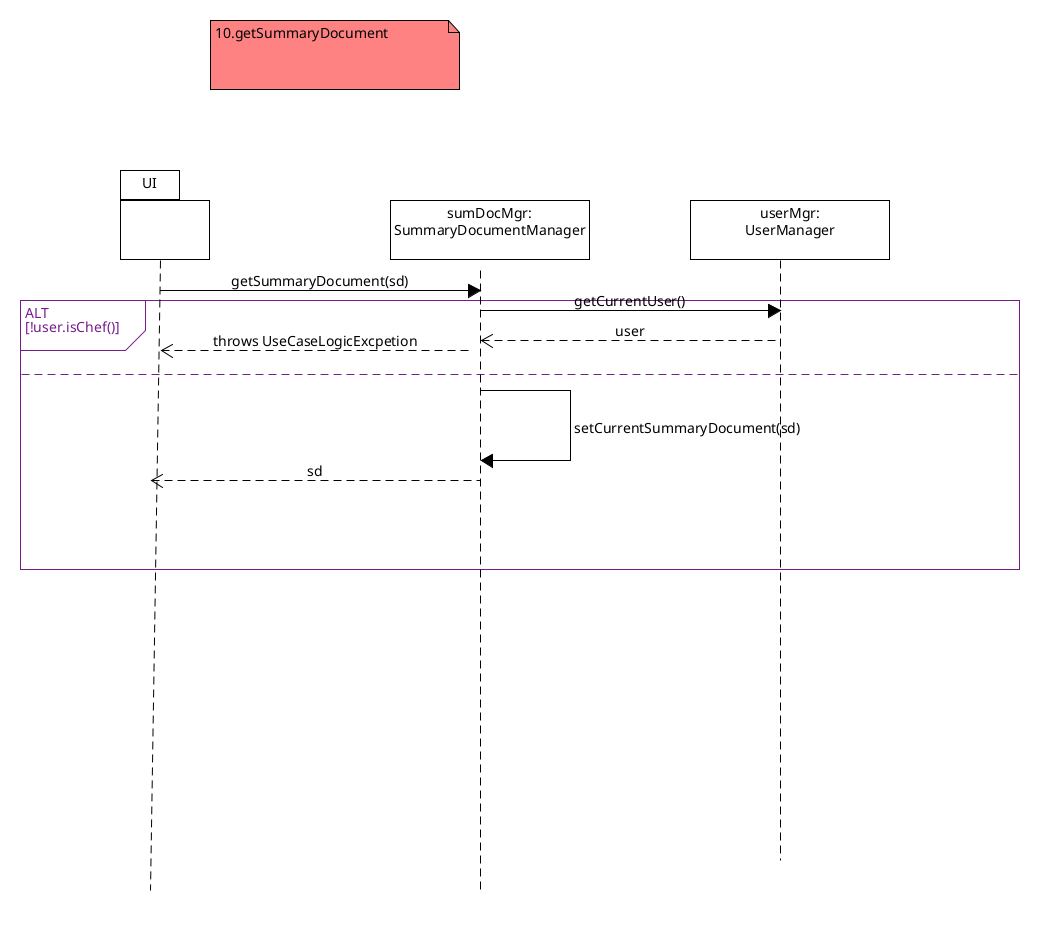 10.getSummaryDocument
UI
sumDocMgr:
SummaryDocumentManager
userMgr:
UserManager
getSummaryDocument(sd)
getCurrentUser()
ALT
[!user.isChef()]
user
throws UseCaseLogicExcpetion
setCurrentSummaryDocument(sd)
sd